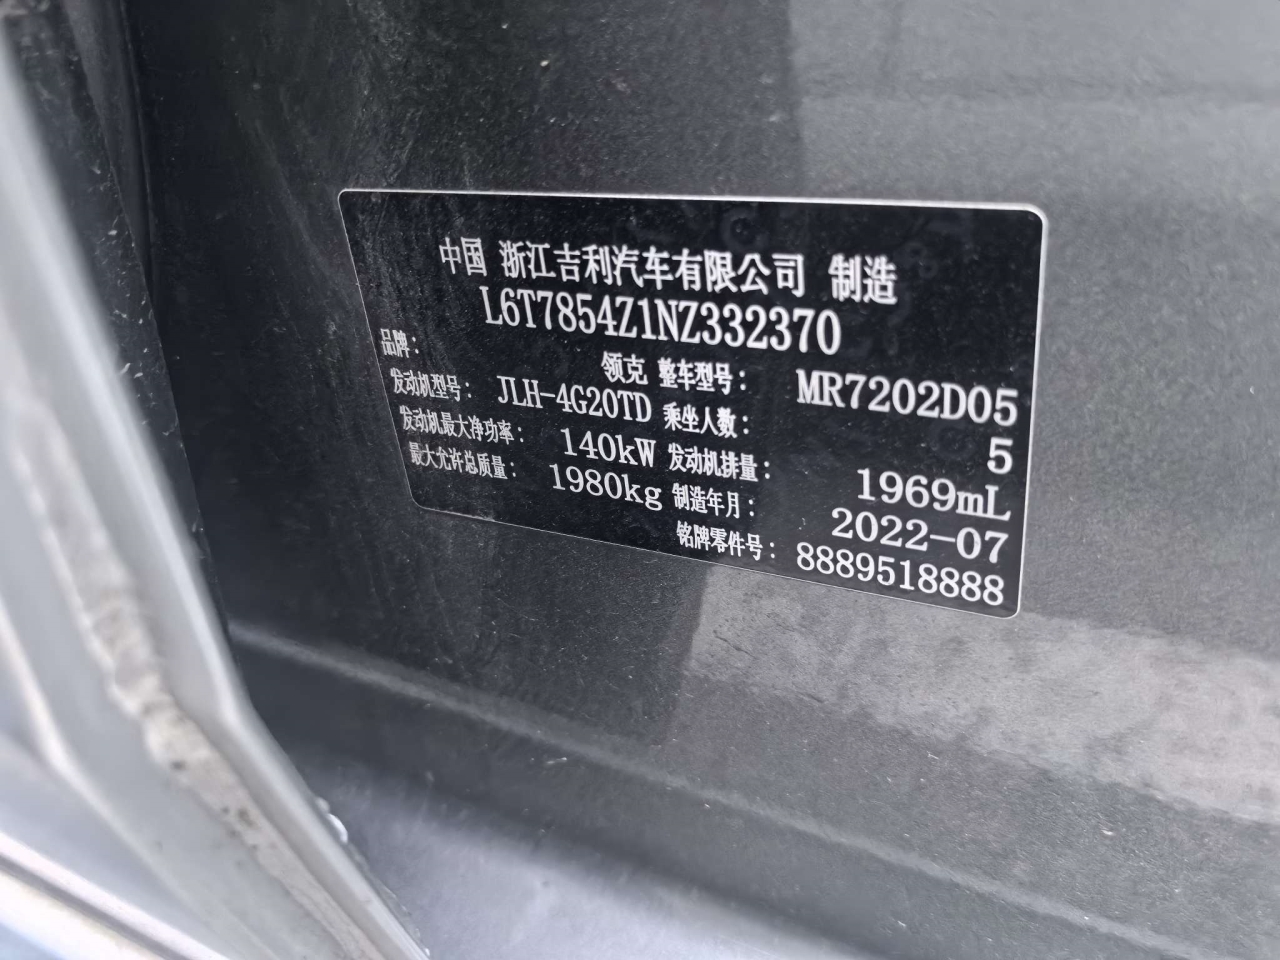 中国 浙江吉利汽车有限公司 制造
L6T7854Z1NZ332370
品牌: 领克 整车型号: MR7202D05
发动机型号: JLH-4G20TD 乘坐人数: 5
发动机最大净功率: 140kW 发动机排量: 1969mL
最大允许总质量: 1980kg 制造年月: 2022-07
铭牌零件号: 8889518888